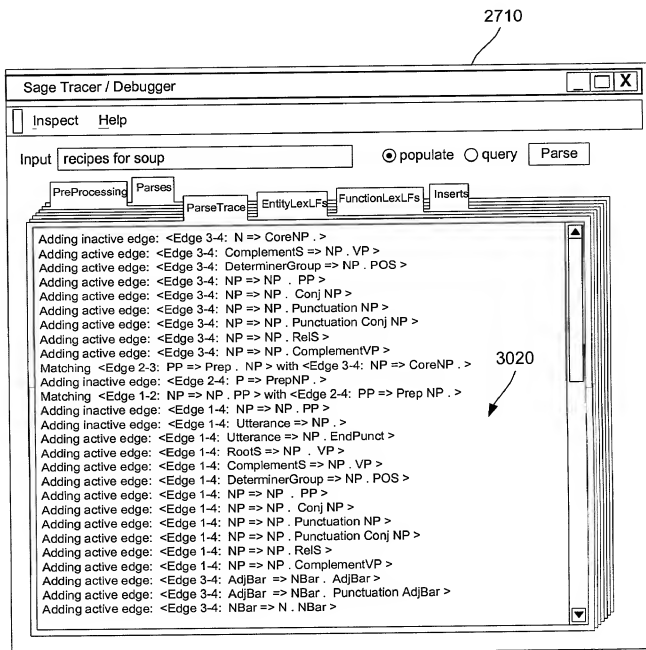 2710
Sage Tracer / Debugger X
Inspect Help
Input recipes for soup populate query Parse
PreProcessing Parses ParseTrace EntityLexLFs FunctionLexLFs Inserts
Adding inactive edge: <Edge 3-4: N => CoreNP . >
Adding active edge: <Edge 3-4: ComplementS => NP . VP >
Adding active edge: <Edge 3-4: DeterminerGroup => NP . POS >
Adding active edge: <Edge 3-4: NP => NP . PP >
Adding active edge: <Edge 3-4: NP => NP . Conj NP >
Adding active edge: <Edge 3-4: NP => NP . Punctuation NP >
Adding active edge: <Edge 3-4: NP => NP . Punctuation Conj NP >
Adding active edge: <Edge 3-4: NP => NP . RelS >
Adding active edge: <Edge 3-4: NP => NP . ComplementVP >
Matching <Edge 2-3: PP => Prep . NP > with <Edge 3-4: NP => CoreNP . >
3020
Adding inactive edge: <Edge 2-4: P => PrepNP . >
Matching <Edge 1-2: NP => NP . PP > with <Edge 2-4: PP => Prep NP . >
Adding inactive edge: <Edge 1-4: NP => NP . PP >
Adding inactive edge: <Edge 1-4: Utterance => NP . >
Adding active edge: <Edge 1-4: Utterance => NP . EndPunct >
Adding active edge: <Edge 1-4: RootS => NP . VP >
Adding active edge: <Edge 1-4: ComplementS => NP . VP >
Adding active edge: <Edge 1-4: DeterminerGroup => NP . POS >
Adding active edge: <Edge 1-4: NP => NP . PP >
Adding active edge: <Edge 1-4: NP => NP . Conj NP >
Adding active edge: <Edge 1-4: NP => NP . Punctuation NP >
Adding active edge: <Edge 1-4: NP => NP . Punctuation Conj NP >
Adding active edge: <Edge 1-4: NP => NP . RelS >
Adding active edge: <Edge 1-4: NP => NP . ComplementVP >
Adding active edge: <Edge 3-4: AdjBar => NBar . AdjBar >
Adding active edge: <Edge 3-4: AdjBar => NBar . Punctuation AdjBar >
Adding active edge: <Edge 3-4: NBar => N . NBar >